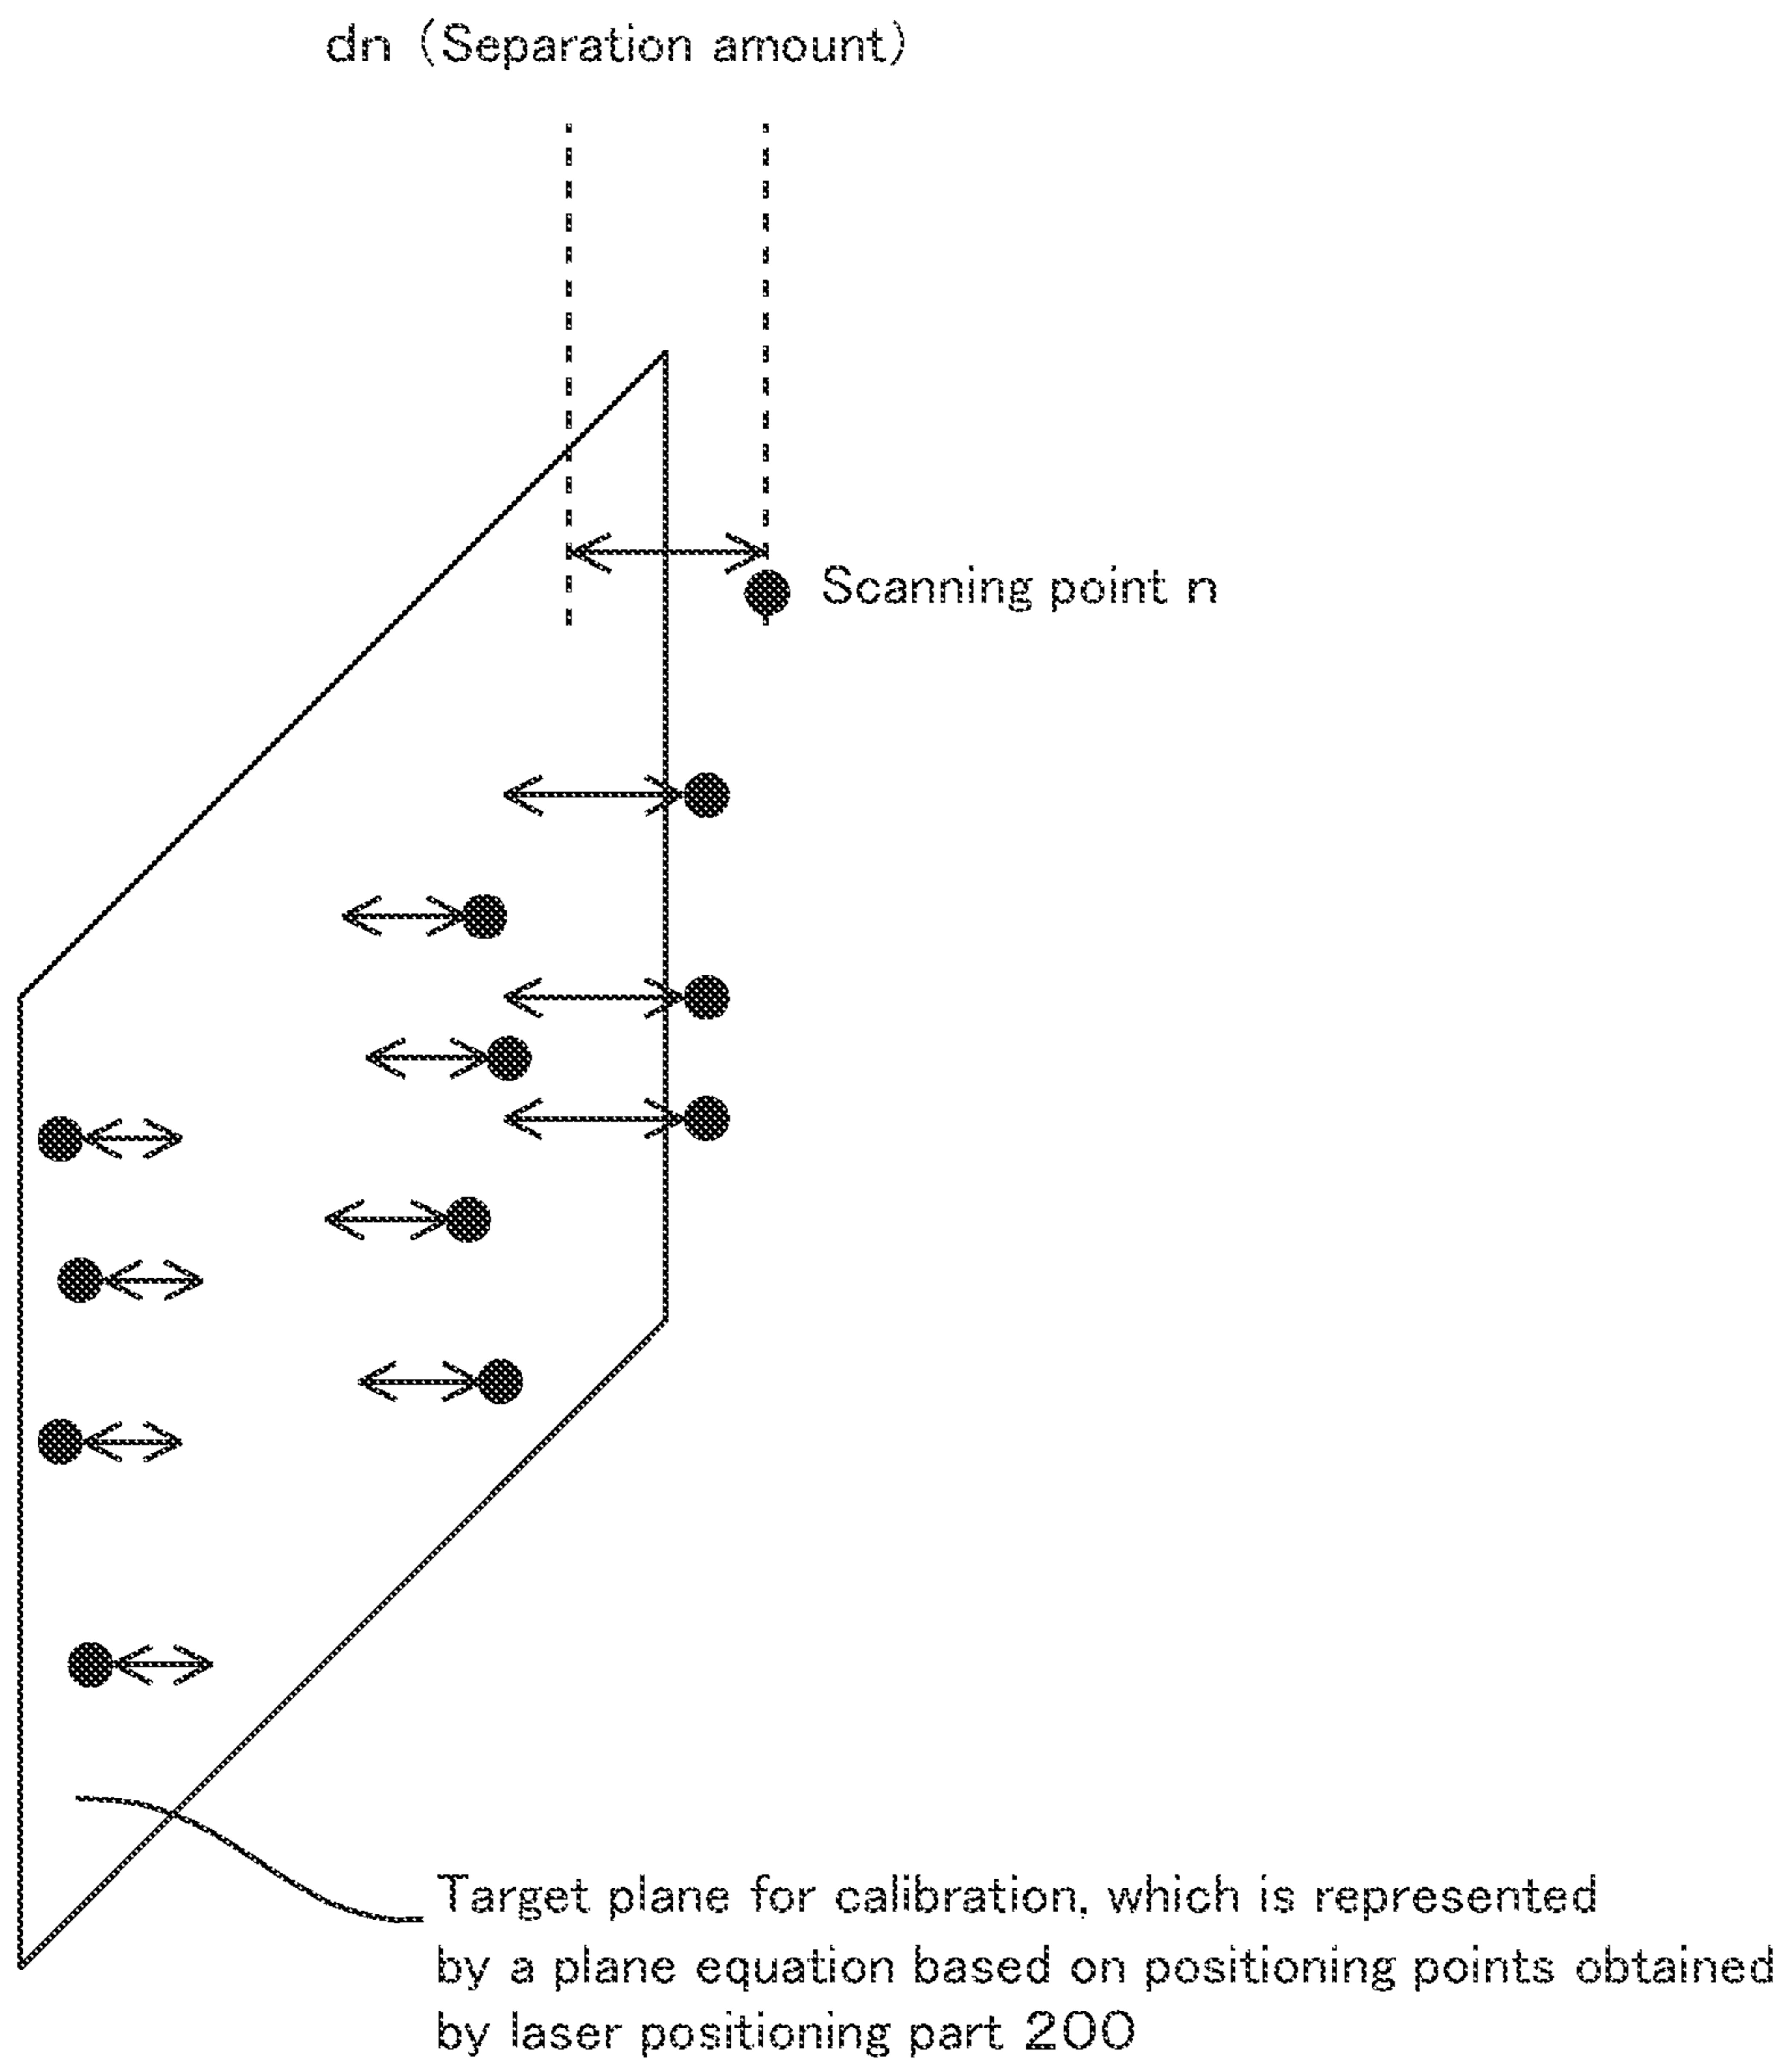 dn (Separation amount)
Scanning point n
Target plane for calibration, which is represented
by a plane equation based on positioning points obtained
by laser positioning part 200